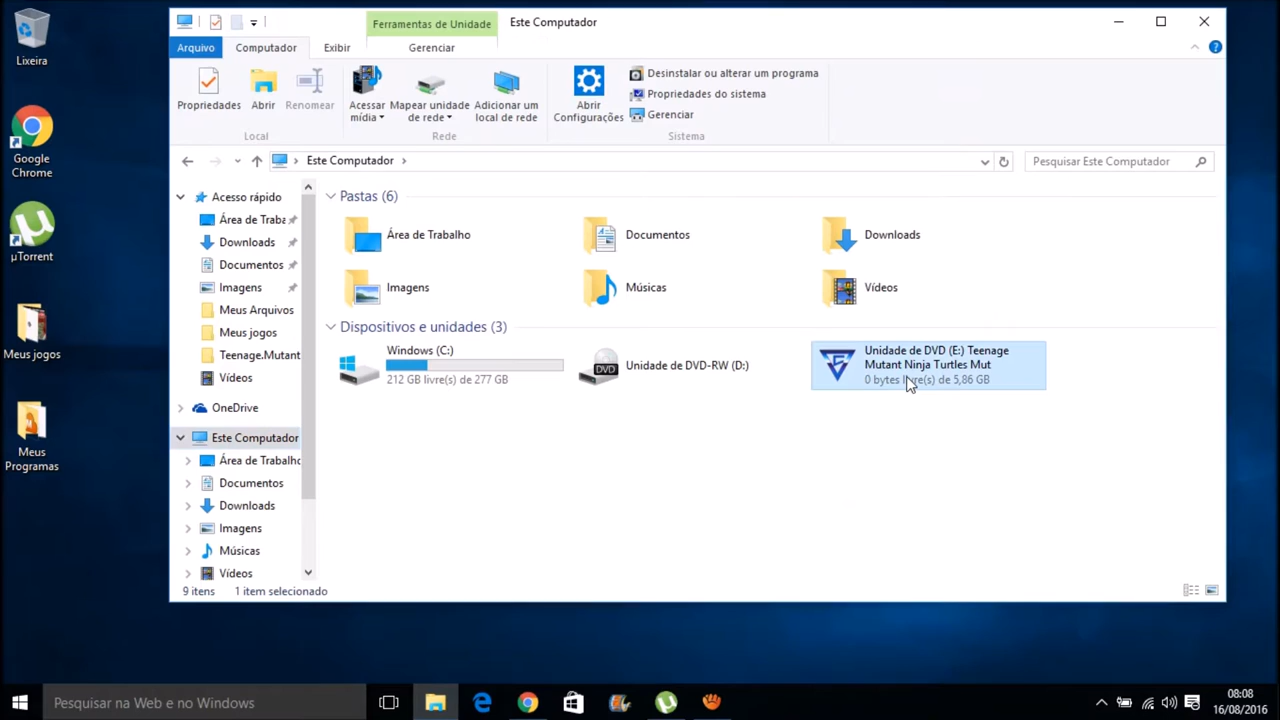 Lixeira
Google
Chrome
µTorrent
Meus jogos
Meus
Programas
Ferramentas de Unidade
Este Computador
Arquivo
Computador
Exibir
Gerenciar
Propriedades
Abrir
Renomear
Local
Acessar
mídia
Mapear unidade
de rede
Adicionar um
local de rede
Rede
Abrir
Configurações
Desinstalar ou alterar um programa
Propriedades do sistema
Gerenciar
Sistema
Este Computador
Pesquisar Este Computador
Acesso rápido
Área de Traba
Downloads
Documentos
Imagens
Meus Arquivos
Meus jogos
Teenage.Mutant
Vídeos
OneDrive
Este Computador
Área de Trabalho
Documentos
Downloads
Imagens
Músicas
Vídeos
Pastas (6)
Área de Trabalho
Documentos
Downloads
Imagens
Músicas
Vídeos
Dispositivos e unidades (3)
Windows (C:)
212 GB livre(s) de 277 GB
DVD
Unidade de DVD-RW (D:)
Unidade de DVD (E:) Teenage
Mutant Ninja Turtles Mut
0 bytes livre(s) de 5,86 GB
9 itens
1 item selecionado
Pesquisar na Web e no Windows
08:08
16/08/2016